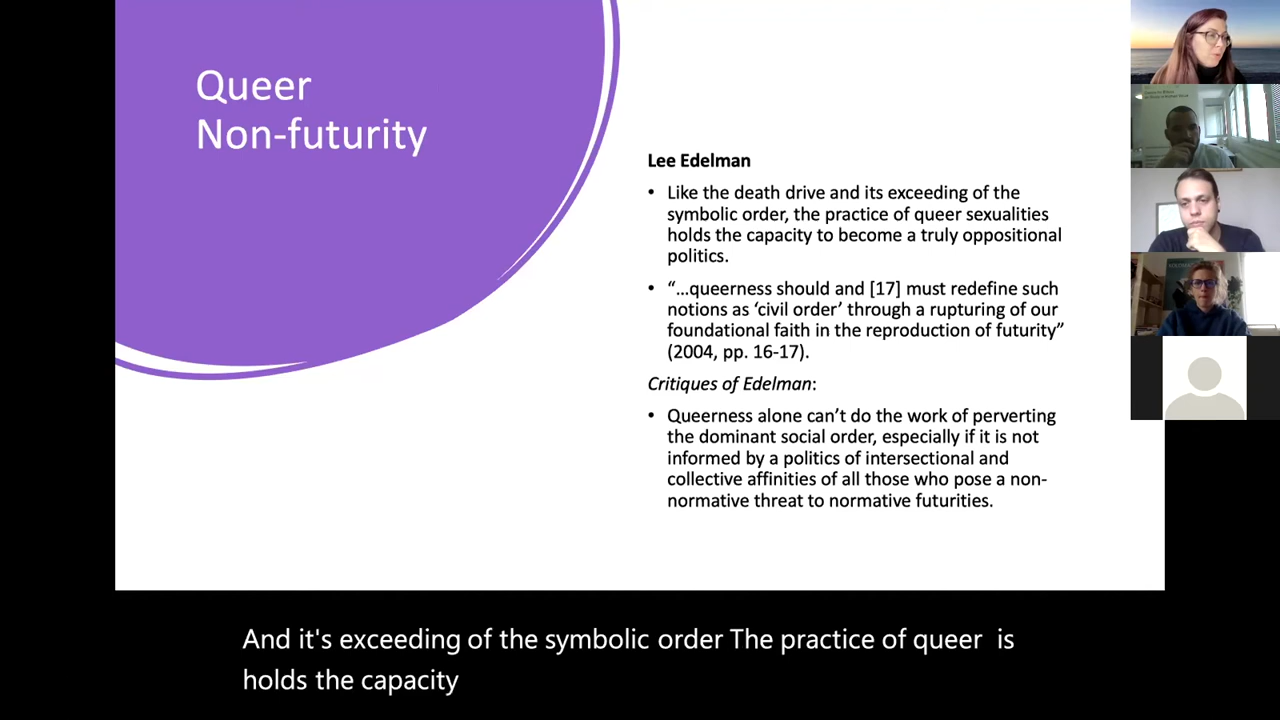 Queer
Non-futurity
Lee Edelman
• Like the death drive and its exceeding of the
symbolic order, the practice of queer sexualities
holds the capacity to become a truly oppositional
politics.
• “…queerness should and [17] must redefine such
notions as ‘civil order’ through a rupturing of our
foundational faith in the reproduction of futurity”
(2004, pp. 16-17).
Critiques of Edelman:
• Queerness alone can’t do the work of perverting
the dominant social order, especially if it is not
informed by a politics of intersectional and
collective affinities of all those who pose a non-
normative threat to normative futurities.
And it's exceeding of the symbolic order The practice of queer is
holds the capacity